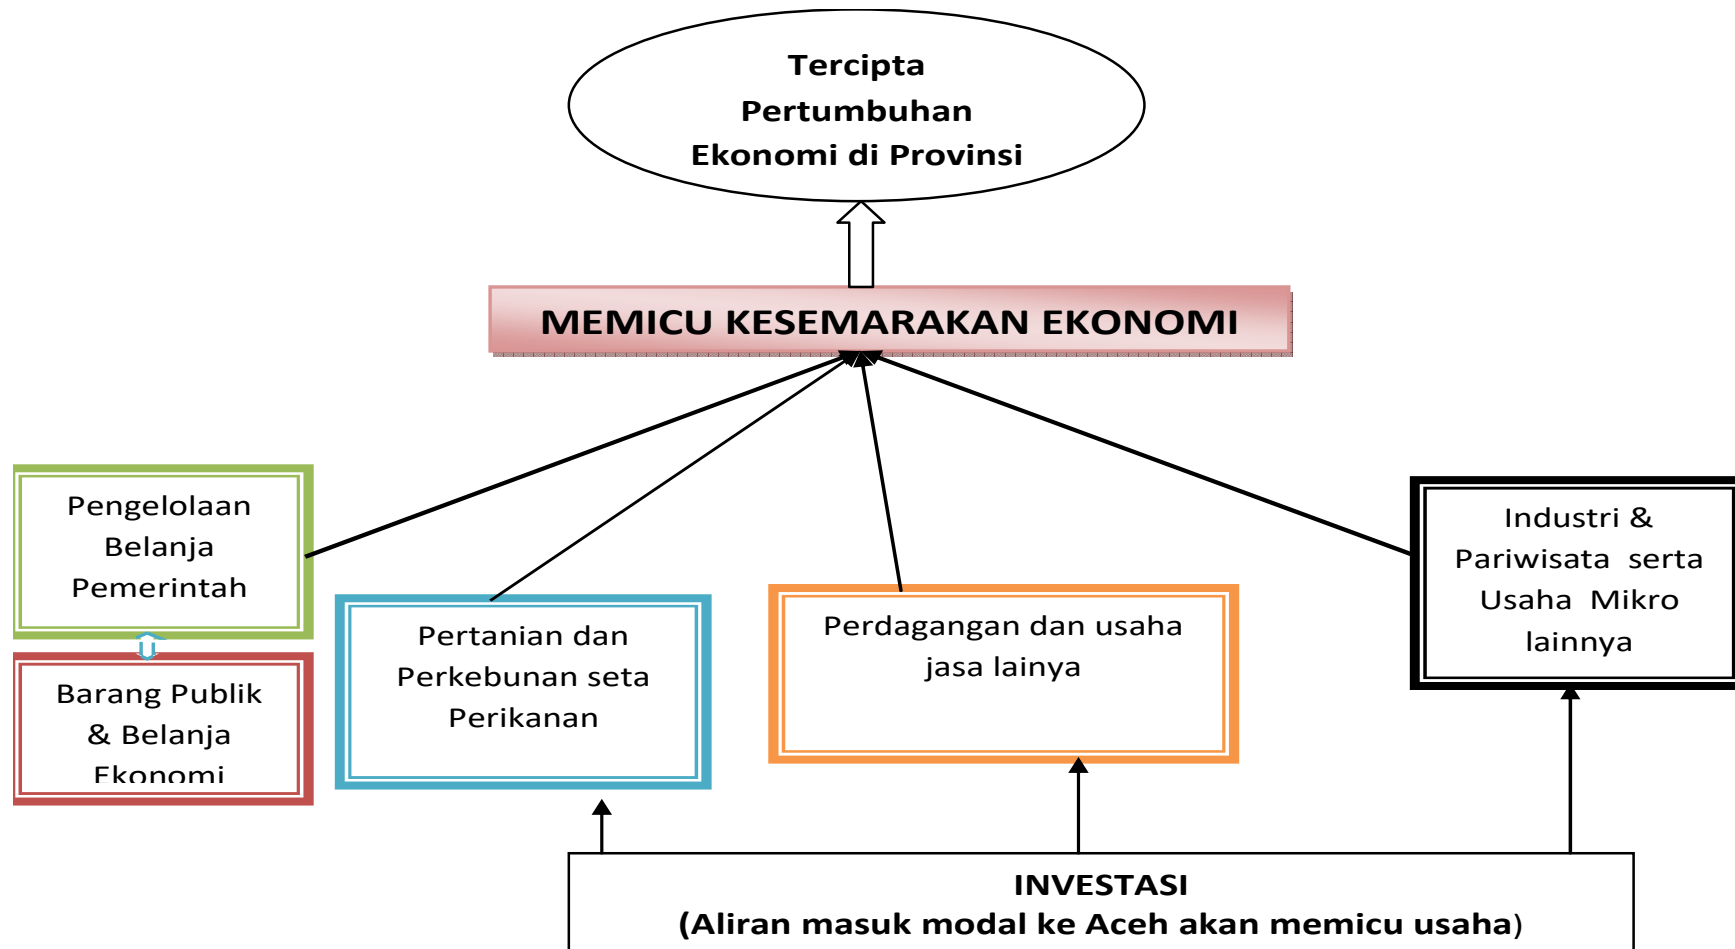 Tercipta
Pertumbuhan
Ekonomi di Provinsi
MEMICU KESEMARAKAN EKONOMI
Pengelolaan
Belanja
Pemerintah
Barang Publik
& Belanja
Ekonomi
Pertanian dan
Perkebunan seta
Perikanan
Perdagangan dan usaha
jasa lainya
Industri &
Pariwisata serta
Usaha Mikro
lainnya
INVESTASI
(Aliran masuk modal ke Aceh akan memicu usaha)